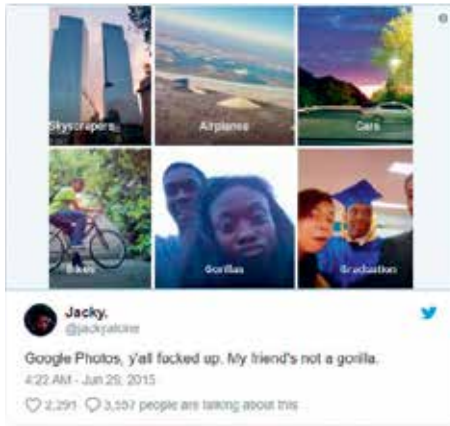 Skyscrapers
Airplanes
Cars
Bikes
Gorillas
Graduation
Jacky.
@jackyalcine
Google Photos, y'all fucked up. My friend's not a gorilla.
4:22 AM - Jun 29, 2015
2,291 3,557 people are talking about this